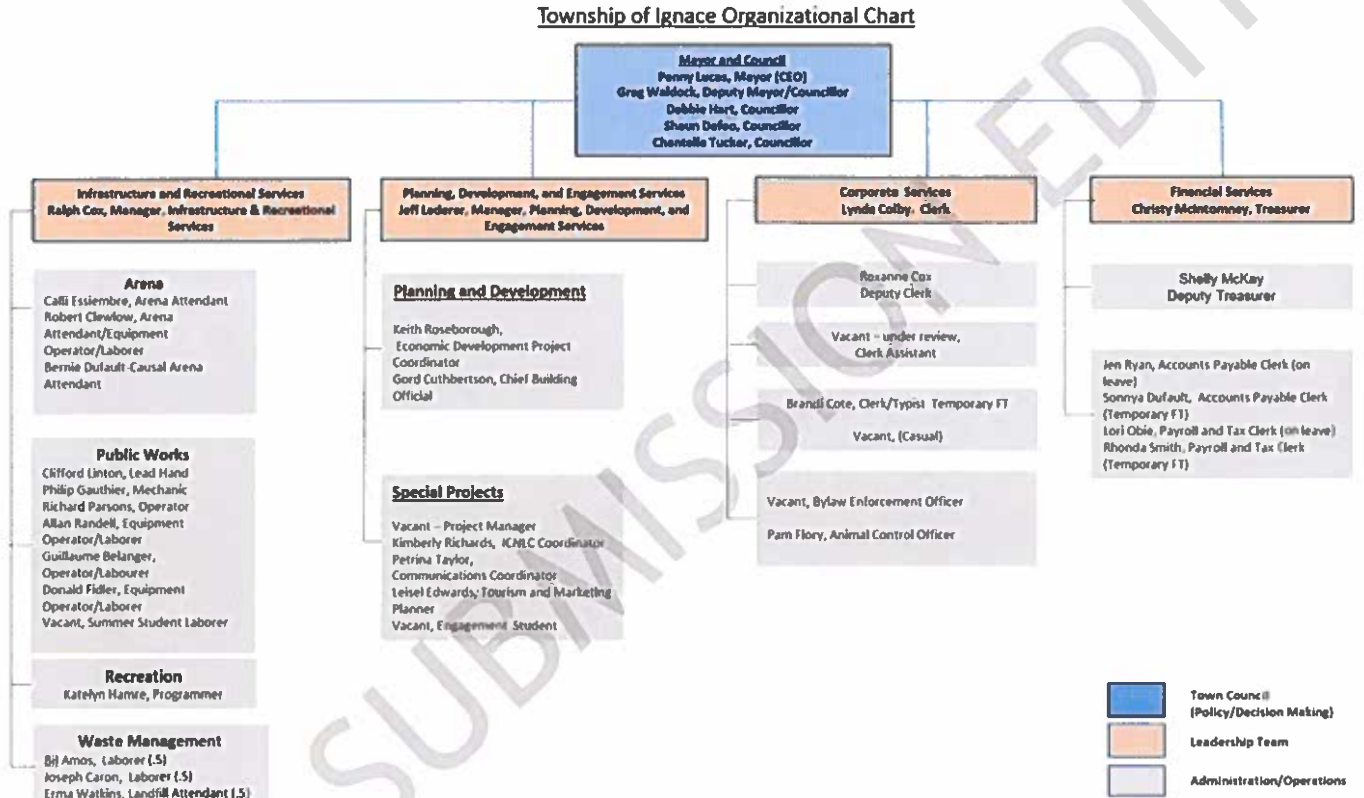 Township of Ignace Organizational Chart
Mayor and Council
Penny Lucas, Mayor (CEO)
Greg Waldock, Deputy Mayor/Councillor
Debbie Hart, Councillor
Shaun Defeo, Councillor
Chantelle Tucker, Councillor
Infrastructure and Recreational Services
Ralph Cox, Manager, Infrastructure & Recreational
Services
Arena
Calli Essiembre, Arena Attendant
Robert Clewlow, Arena
Attendant/Equipment
Operator/Laborer
Bernie Dufault-Causal Arena
Attendant
Public Works
Clifford Linton, Lead Hand
Philip Gauthier, Mechanic
Richard Parsons, Operator
Allan Randell, Equipment
Operator/Laborer
Guillaume Belanger,
Operator/Labourer
Donald Fidler, Equipment
Operator/Laborer
Vacant, Summer Student Laborer
Recreation
Katelyn Hamre, Programmer
Waste Management
Amos, Laborer (.5)
Joseph Caron, Laborer (.5)
Erma Watkins, Landfill Attendant (.5)
Planning, Development, and Engagement Services
Jeff Lederer, Manager, Planning, Development, and
Engagement Services
Planning and Development
Keith Roseborough,
Economic Development Project
Coordinator
Gord Cuthbertson, Chief Building
Official
Special Projects
Vacant – Project Manager
Kimberly Richards, ICNLC Coordinator
Petrina Taylor,
Communications Coordinator
Leisel Edwards, Tourism and Marketing
Planner
Vacant, Engagement Student
Corporate Services
Lynda Colby, Clerk
Roxanne Cox
Deputy Clerk
Vacant – under review,
Clerk Assistant
Brandi Cote, Clerk/Typist Temporary FT
Vacant, (Casual)
Vacant, Bylaw Enforcement Officer
Pam Flory, Animal Control Officer
Financial Services
Christy McIntomney, Treasurer
Shelly McKay
Deputy Treasurer
Jen Ryan, Accounts Payable Clerk (on
leave)
Sonnya Dufault, Accounts Payable Clerk
(Temporary FT)
Lori Obie, Payroll and Tax Clerk (on leave)
Rhonda Smith, Payroll and Tax Clerk
(Temporary FT)
Town Council
(Policy/Decision Making)
Leadership Team
Administration/Operations
SUBMISSION EDIT